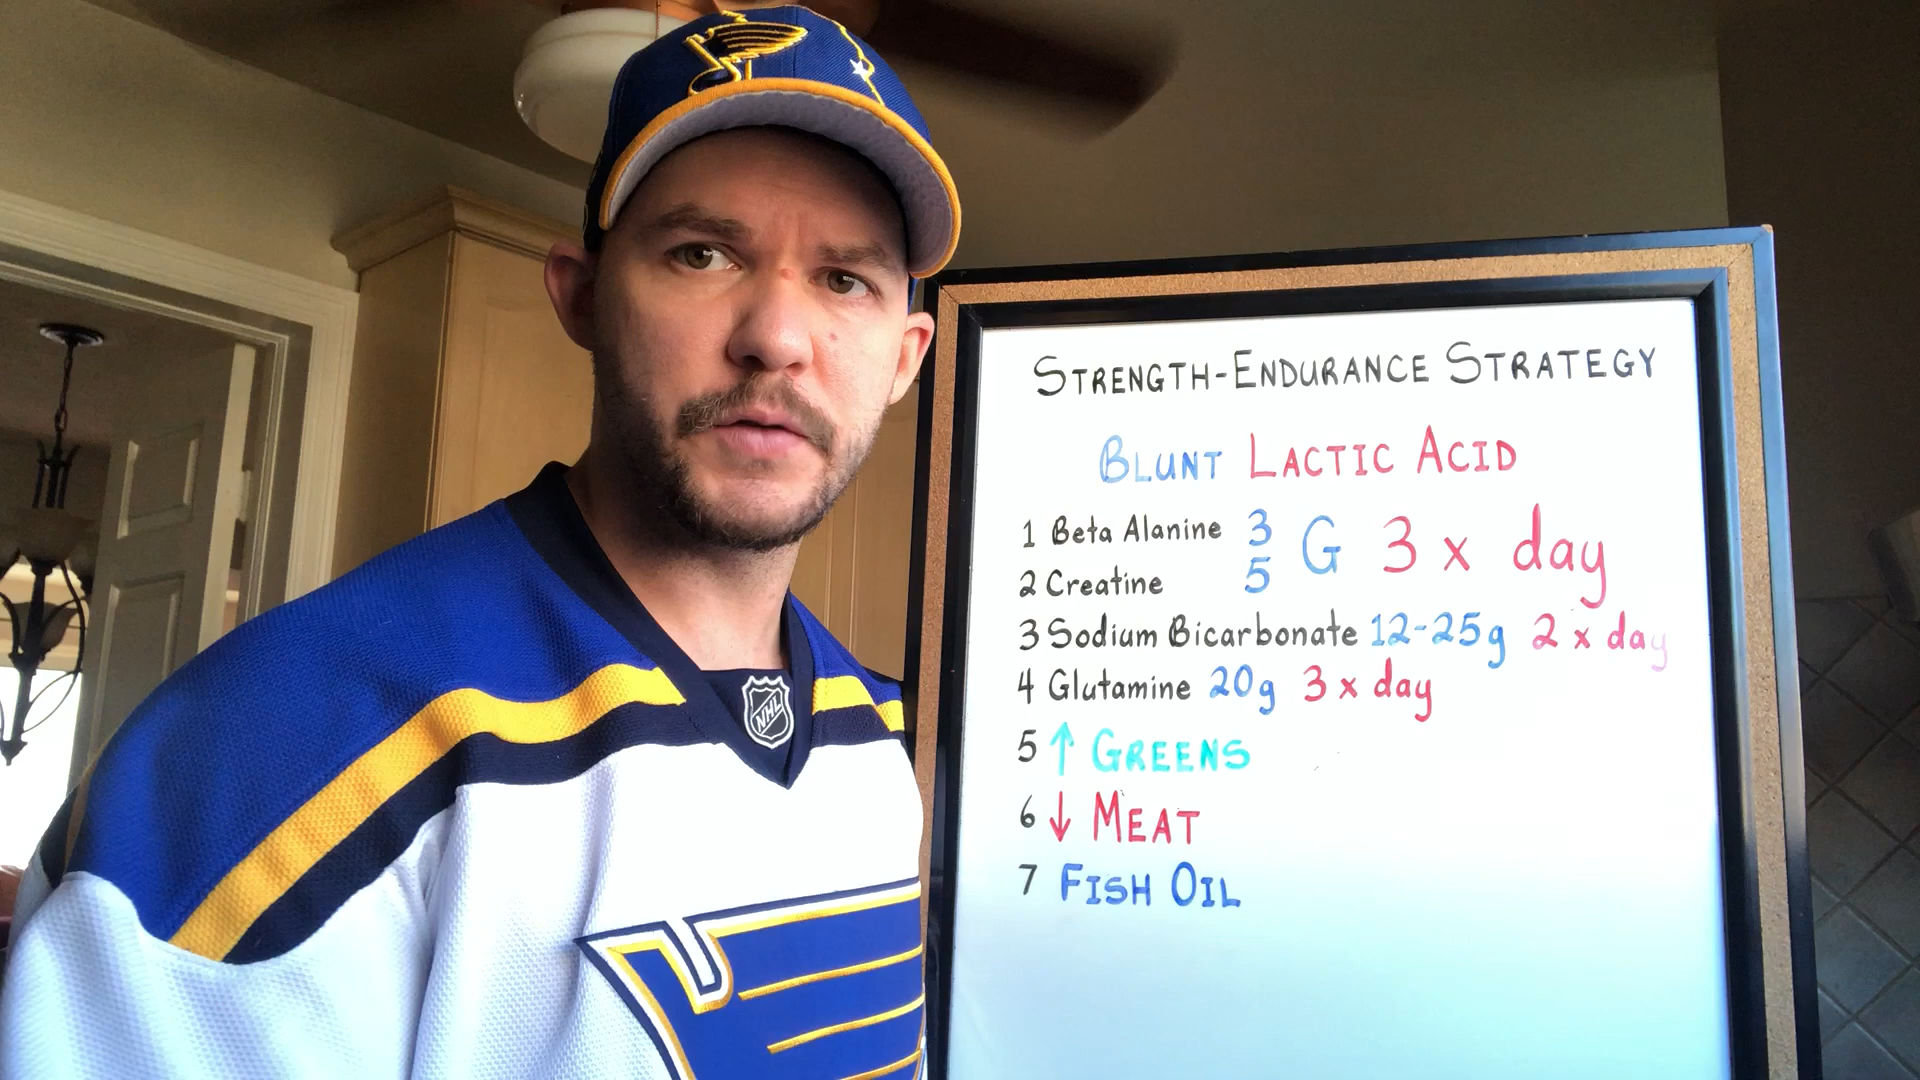 STRENGTH-ENDURANCE STRATEGY
BLUNT LACTIC ACID
1 Beta Alanine 3 G 3 x day
2 Creatine 5
3 Sodium Bicarbonate 12-25g 2 x day
4 Glutamine 20g 3 x day
5 ↑ GREENS
6 ↓ MEAT
7 FISH OIL
NHL